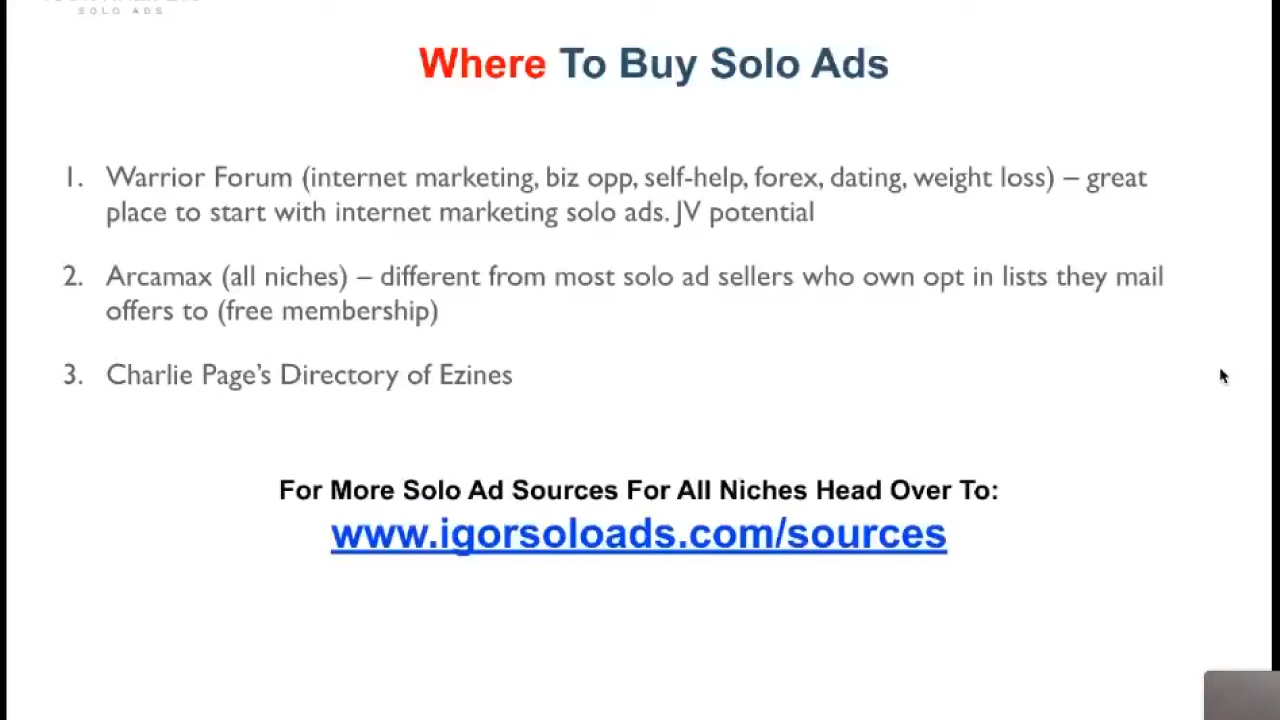 SOLO ADS
Where To Buy Solo Ads
1. Warrior Forum (internet marketing, biz opp, self-help, forex, dating, weight loss) – great
place to start with internet marketing solo ads. JV potential
2. Arcamax (all niches) – different from most solo ad sellers who own opt in lists they mail
offers to (free membership)
3. Charlie Page’s Directory of Ezines
For More Solo Ad Sources For All Niches Head Over To:
www.igorsoloads.com/sources